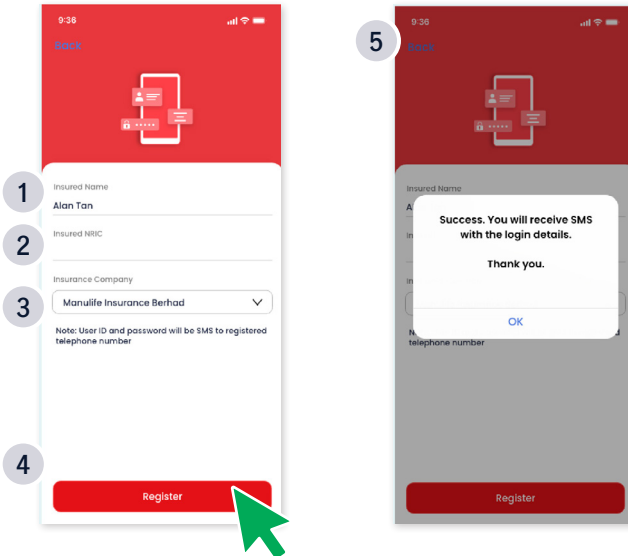 9:36
Back
1
Insured Name
Alan Tan
2
Insured NRIC
Insurance Company
3
Manulife Insurance Berhad
Note: User ID and password will be SMS to registered
telephone number
4
Register
5
9:36
Back
Insured Name
A
In
Success. You will receive SMS
with the login details.
Thank you.
In
OK
N
telephone number
Register